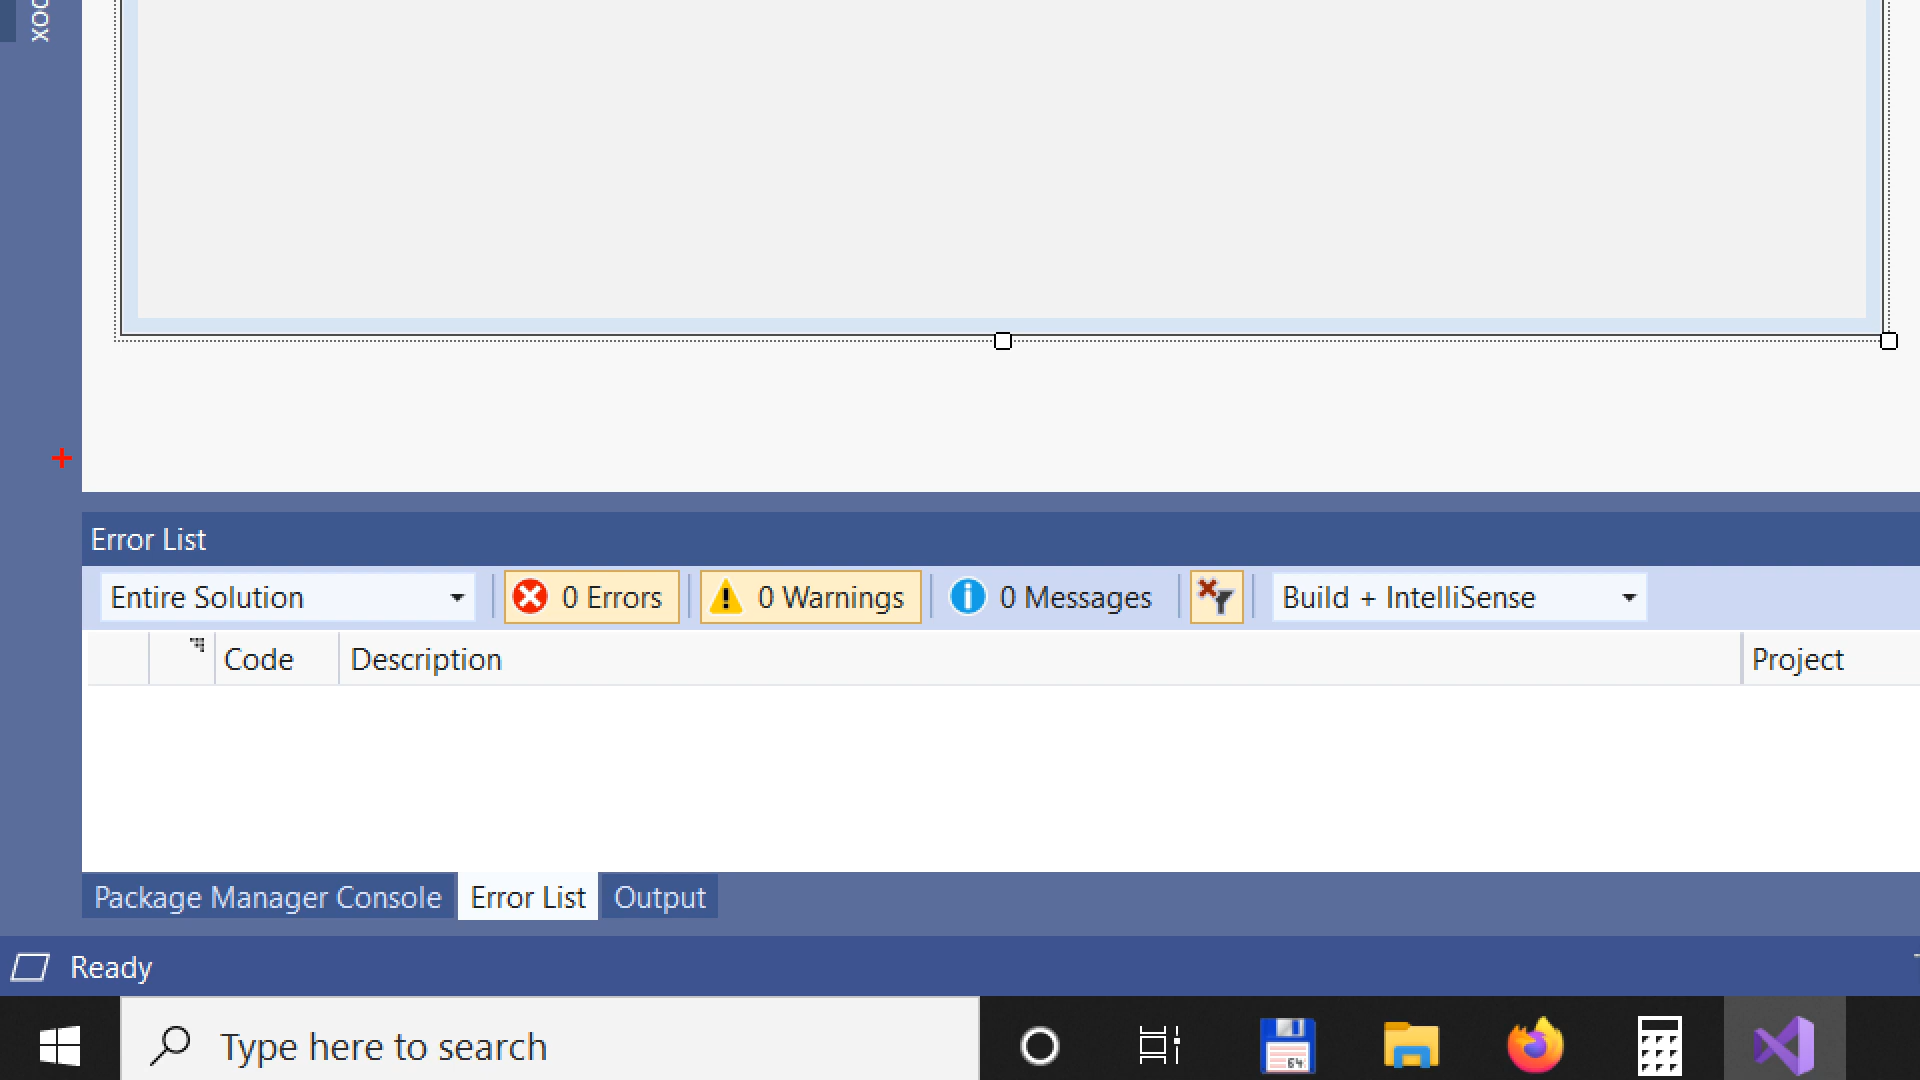 Error List
Entire Solution
0 Errors
0 Warnings
0 Messages
Build + IntelliSense
Code
Description
Project
Package Manager Console
Error List
Output
Ready
Type here to search
64